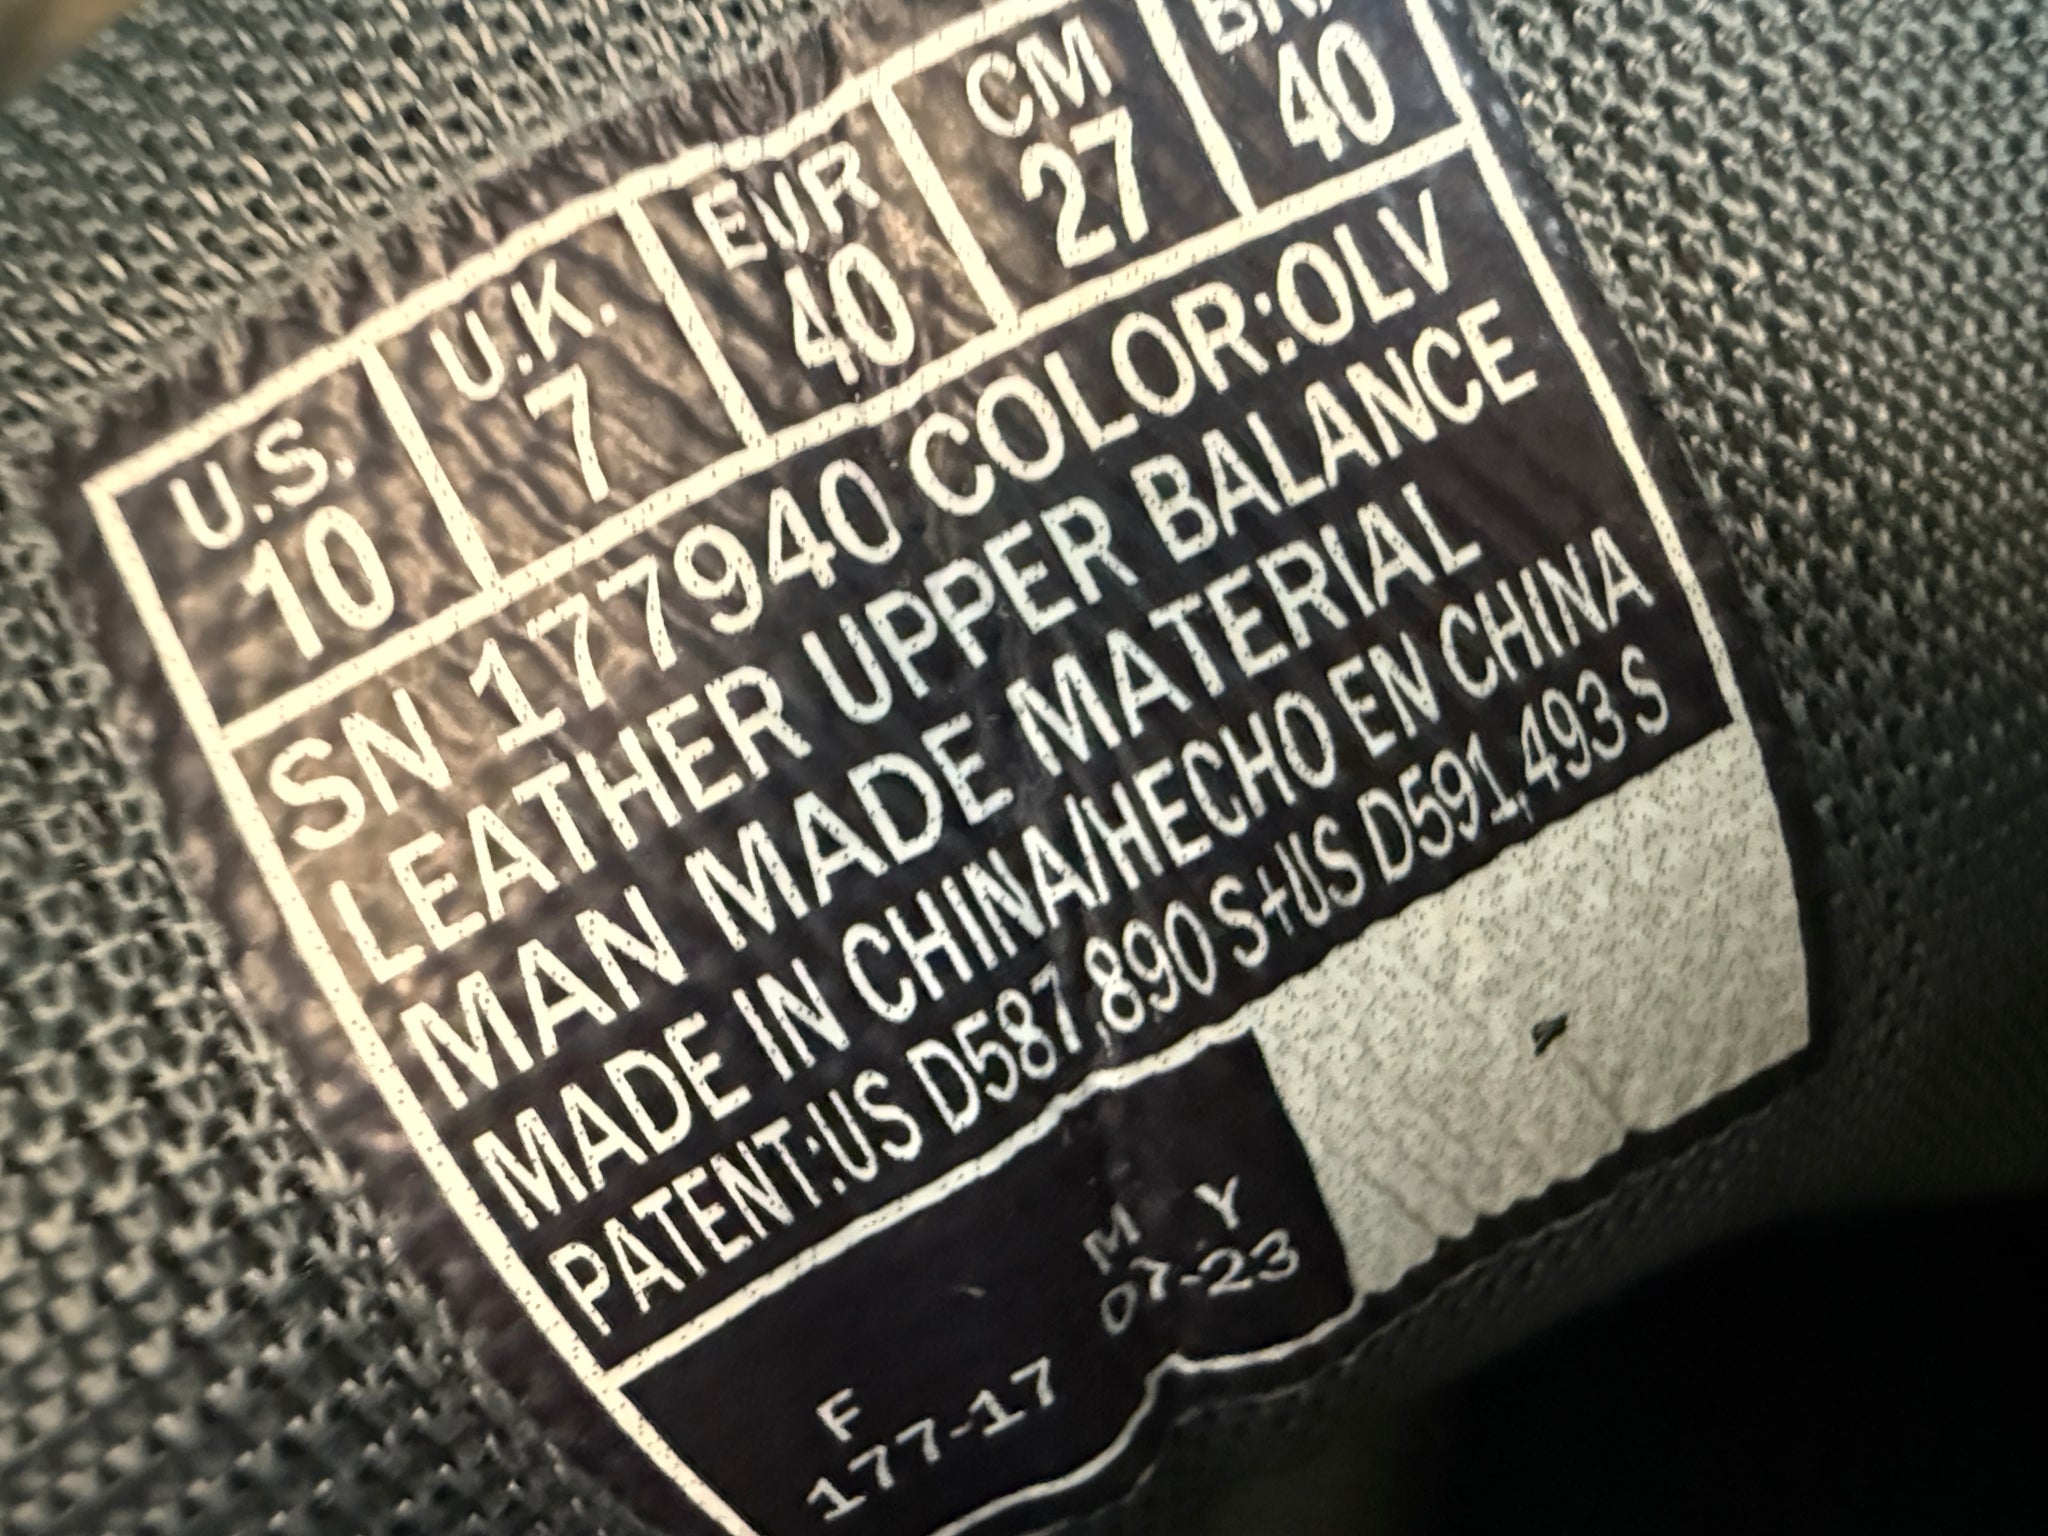 U.S. U.K. EUR CM
10 7 40 27 40
SN 177940 COLOR:OLV
LEATHER UPPER BALANCE
MAN MADE MATERIAL
MADE IN CHINA/HECHO EN CHINA
PATENT:US D587,890 S+US D591,493 S
M Y
07-23
F
177-17